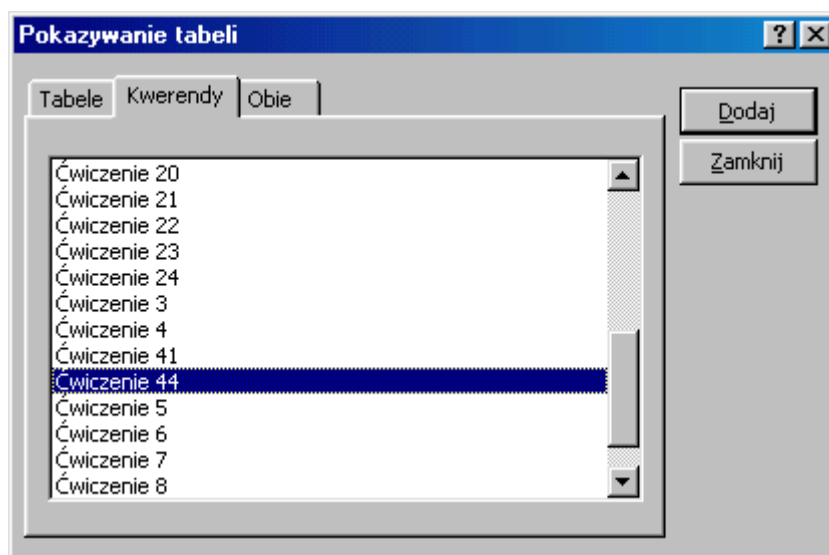 Pokazywanie tabeli
Tabele Kwerendy Obie
Dodaj
Zamknij
Ćwiczenie 20
Ćwiczenie 21
Ćwiczenie 22
Ćwiczenie 23
Ćwiczenie 24
Ćwiczenie 3
Ćwiczenie 4
Ćwiczenie 41
Ćwiczenie 44
Ćwiczenie 5
Ćwiczenie 6
Ćwiczenie 7
Ćwiczenie 8